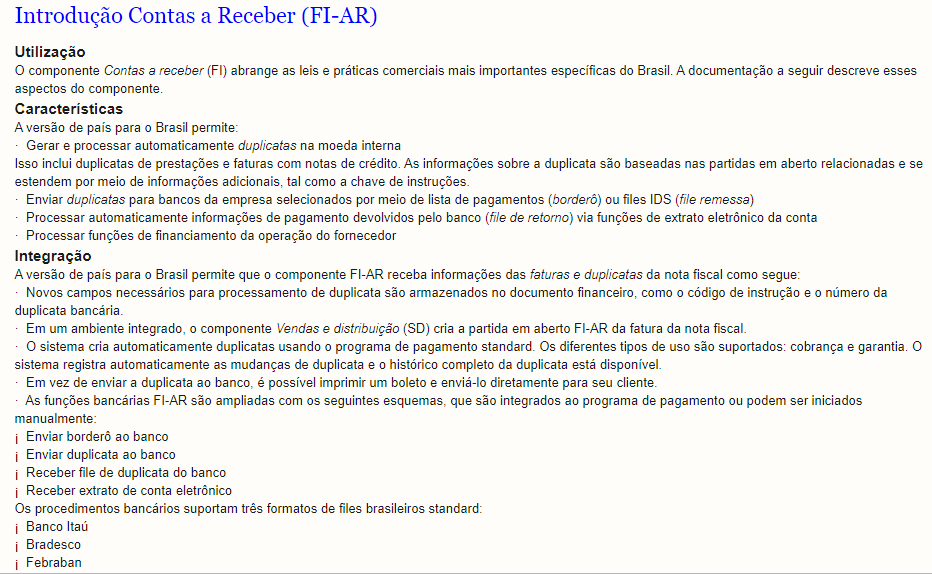 Introdução Contas a Receber (FI-AR)
Utilização
O componente Contas a receber (FI) abrange as leis e práticas comerciais mais importantes específicas do Brasil. A documentação a seguir descreve esses
aspectos do componente.
Características
A versão de país para o Brasil permite:
· Gerar e processar automaticamente duplicatas na moeda interna
Isso inclui duplicatas de prestações e faturas com notas de crédito. As informações sobre a duplicata são baseadas nas partidas em aberto relacionadas e se
estendem por meio de informações adicionais, tal como a chave de instruções.
· Enviar duplicatas para bancos da empresa selecionados por meio de lista de pagamentos (borderô) ou files IDS (file remessa)
· Processar automaticamente informações de pagamento devolvidos pelo banco (file de retorno) via funções de extrato eletrônico da conta
· Processar funções de financiamento da operação do fornecedor
Integração
A versão de país para o Brasil permite que o componente FI-AR receba informações das faturas e duplicatas da nota fiscal como segue:
· Novos campos necessários para processamento de duplicata são armazenados no documento financeiro, como o código de instrução e o número da
duplicata bancária.
· Em um ambiente integrado, o componente Vendas e distribuição (SD) cria a partida em aberto FI-AR da fatura da nota fiscal.
· O sistema cria automaticamente duplicatas usando o programa de pagamento standard. Os diferentes tipos de uso são suportados: cobrança e garantia. O
sistema registra automaticamente as mudanças de duplicata e o histórico completo da duplicata está disponível.
· Em vez de enviar a duplicata ao banco, é possível imprimir um boleto e enviá-lo diretamente para seu cliente.
· As funções bancárias FI-AR são ampliadas com os seguintes esquemas, que são integrados ao programa de pagamento ou podem ser iniciados
manualmente:
¡ Enviar borderô ao banco
¡ Enviar duplicata ao banco
¡ Receber file de duplicata do banco
¡ Receber extrato de conta eletrônico
Os procedimentos bancários suportam três formatos de files brasileiros standard:
¡ Banco Itaú
¡ Bradesco
¡ Febraban